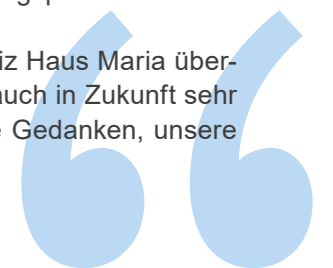 iz Haus Maria über-
auch in Zukunft sehr
Gedanken, unsere